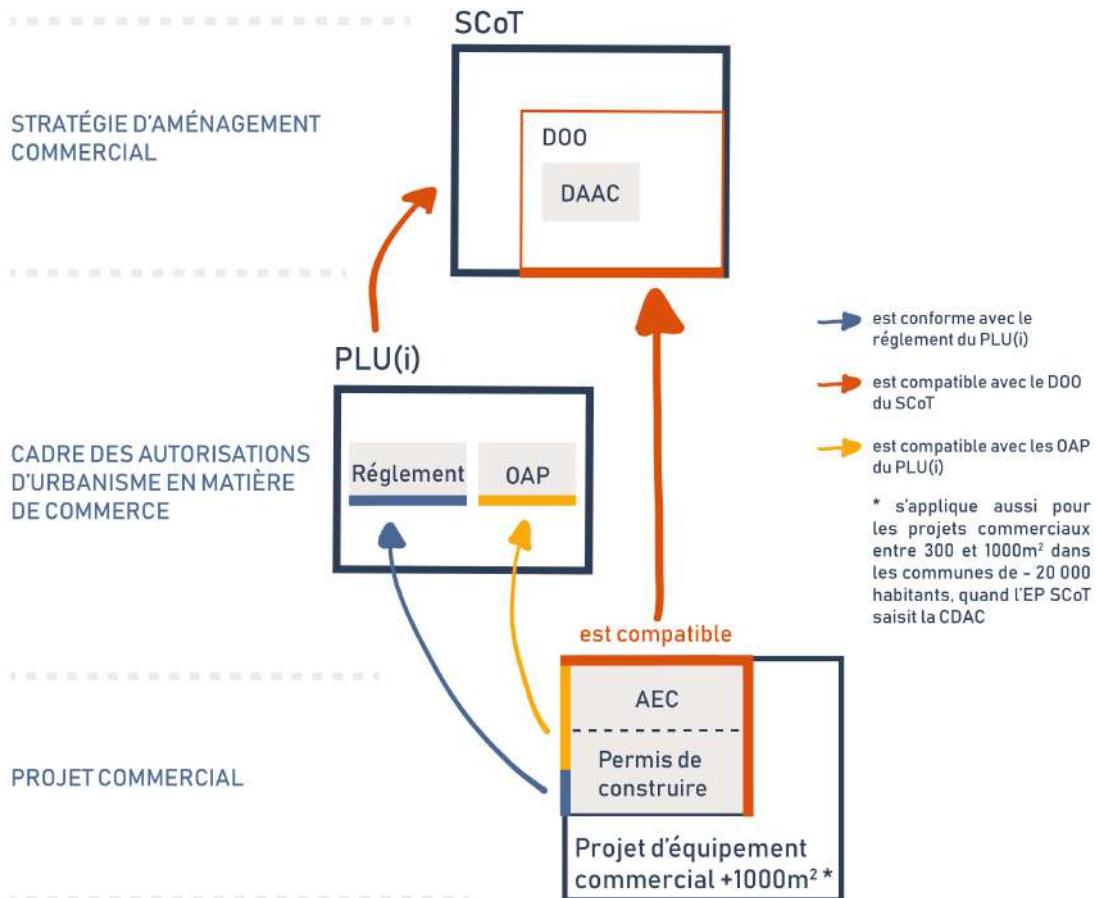 SCoT
STRATÉGIE D'AMÉNAGEMENT
COMMERCIAL
DOO
DAAC
PLU(i)
CADRE DES AUTORISATIONS
D'URBANISME EN MATIÈRE
DE COMMERCE
Réglement
OAP
est conforme avec le
réglement du PLU(i)
est compatible avec le DOO
du SCoT
est compatible avec les OAP
du PLU(i)
* s'applique aussi pour
les projets commerciaux
entre 300 et 1000m² dans
les communes de - 20 000
habitants, quand l'EP SCoT
saisit la CDAC
est compatible
PROJET COMMERCIAL
AEC
Permis de
construire
Projet d'équipement
commercial +1000m² *